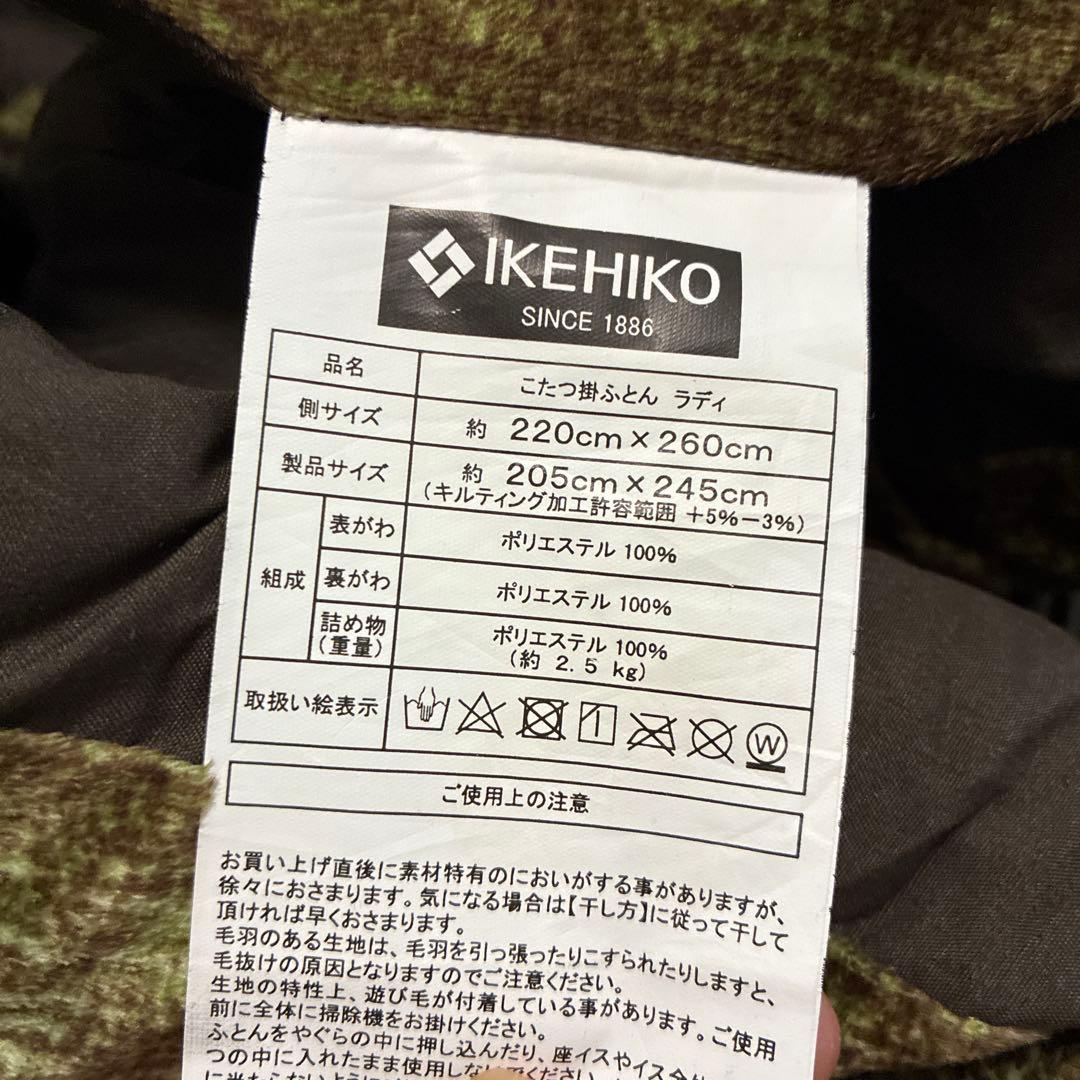 IKEHIKO
SINCE 1886
品名 こたつ掛ふとん ラディ
側サイズ 約 220cm×260cm
製品サイズ 約 205cm×245cm
(キルティング加工許容範囲 +5%-3%)
組成
表がわ ポリエステル 100%
裏がわ ポリエステル 100%
詰め物 ポリエステル 100%
(重量) (約 2.5 kg)
取扱い絵表示 W
ご使用上の注意
お買い上げ直後に素材特有のにおいがする事がありますが、
徐々におさまります。気になる場合は【干し方】に従って干して
頂ければ早くおさまります。
毛羽のある生地は、毛羽を引っ張ったりこすられたりしますと、
毛抜けの原因となりますのでご注意ください。
生地の特性上、遊び毛が付着している事があります。ご使用
前に全体に掃除機をお掛けください。
ふとんをやぐらの中に押し込んだり、座イスやイス
つの中に入れたまま使用しないでください。